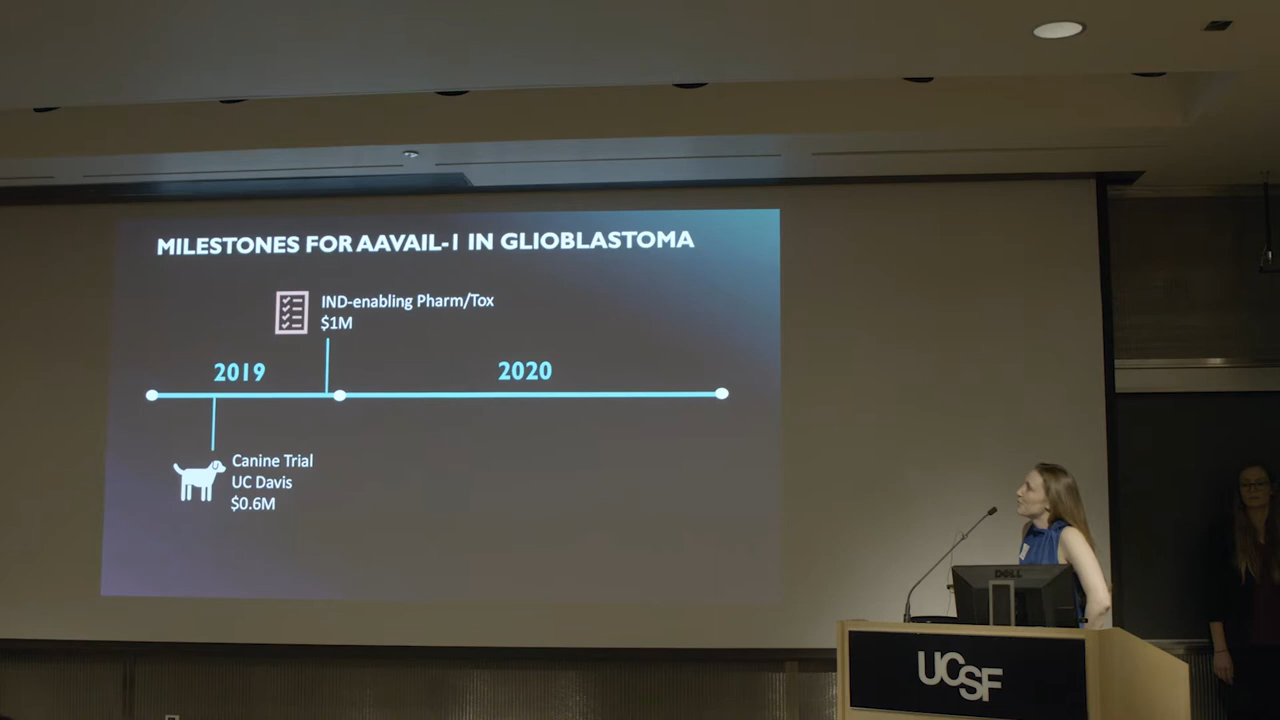 MILESTONES FOR AAVAIL-1 IN GLIOBLASTOMA
IND-enabling Pharm/Tox
$1M
2019
2020
Canine Trial
UC Davis
$0.6M
DELL
UCSF